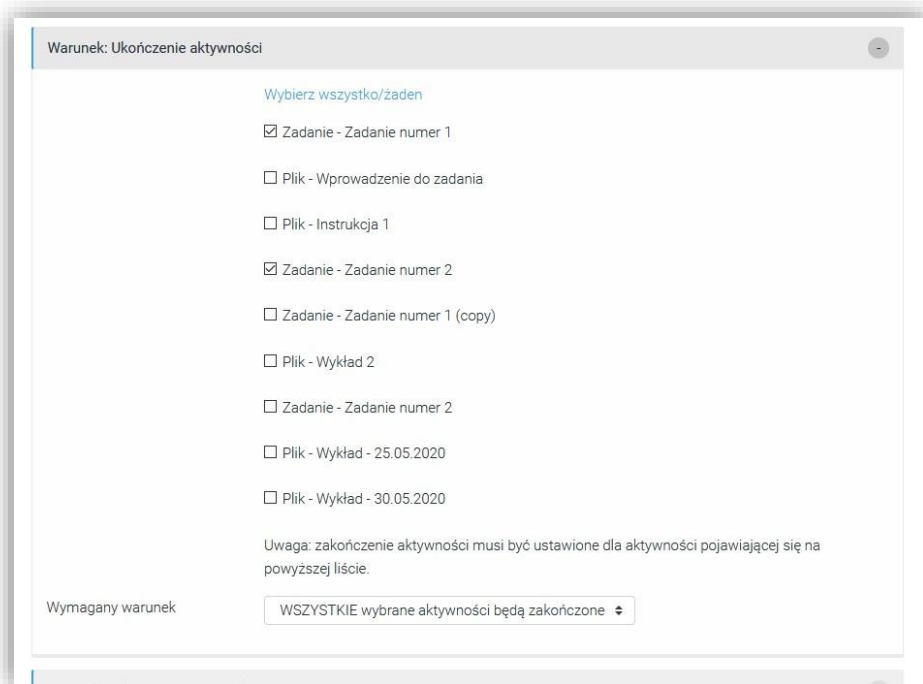 Warunek: Ukończenie aktywności
-
Wybierz wszystko/żaden
Zadanie - Zadanie numer 1
Plik - Wprowadzenie do zadania
Plik - Instrukcja 1
Zadanie - Zadanie numer 2
Zadanie - Zadanie numer 1 (copy)
Plik - Wykład 2
Zadanie - Zadanie numer 2
Plik - Wykład - 25.05.2020
Plik - Wykład - 30.05.2020
Uwaga: zakończenie aktywności musi być ustawione dla aktywności pojawiającej się na
powyższej liście.
Wymagany warunek WSZYSTKIE wybrane aktywności będą zakończone